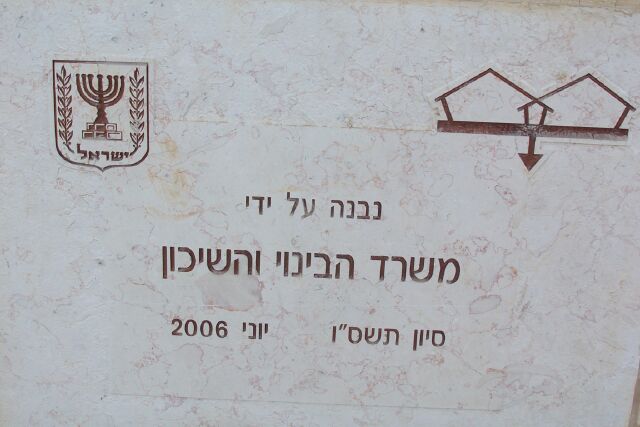 ישראל
נבנה על ידי
משרד הבינוי והשיכון
סיון תשס"ו יוני 2006